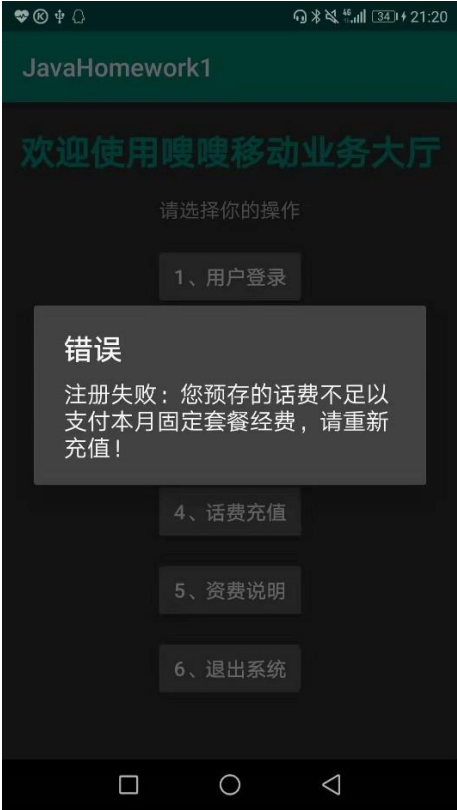 46 34 21:20
JavaHomework1
欢迎使用嗖嗖移动业务大厅
请选择你的操作
1、用户登录
错误
注册失败：您预存的话费不足以
支付本月固定套餐经费，请重新
充值！
4、话费充值
5、资费说明
6、退出系统